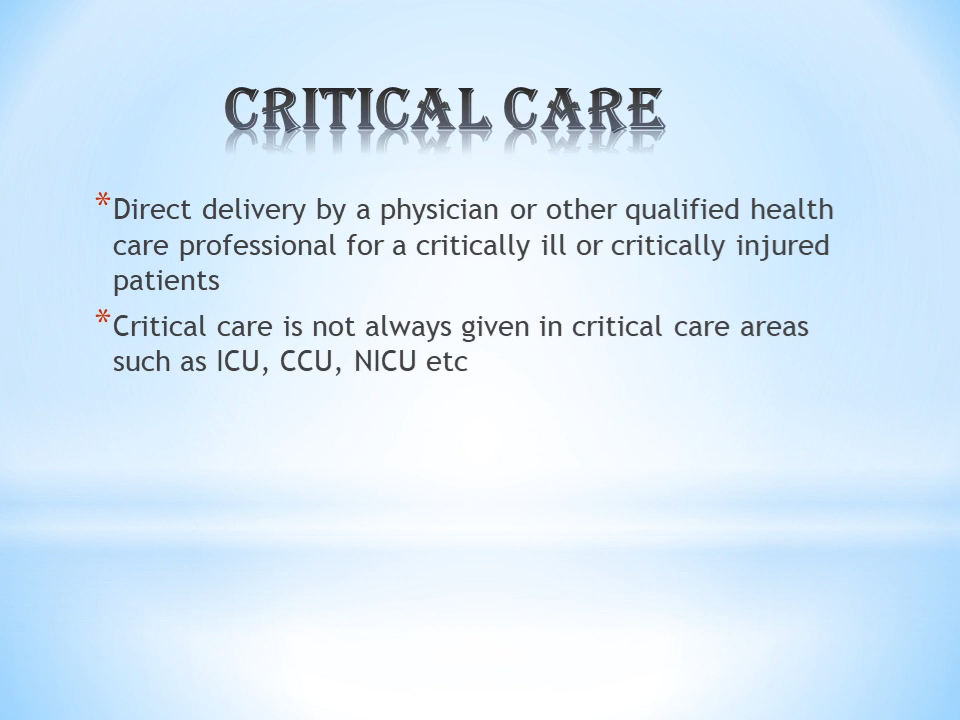 CRITICAL CARE
* Direct delivery by a physician or other qualified health
care professional for a critically ill or critically injured
patients
* Critical care is not always given in critical care areas
such as ICU, CCU, NICU etc